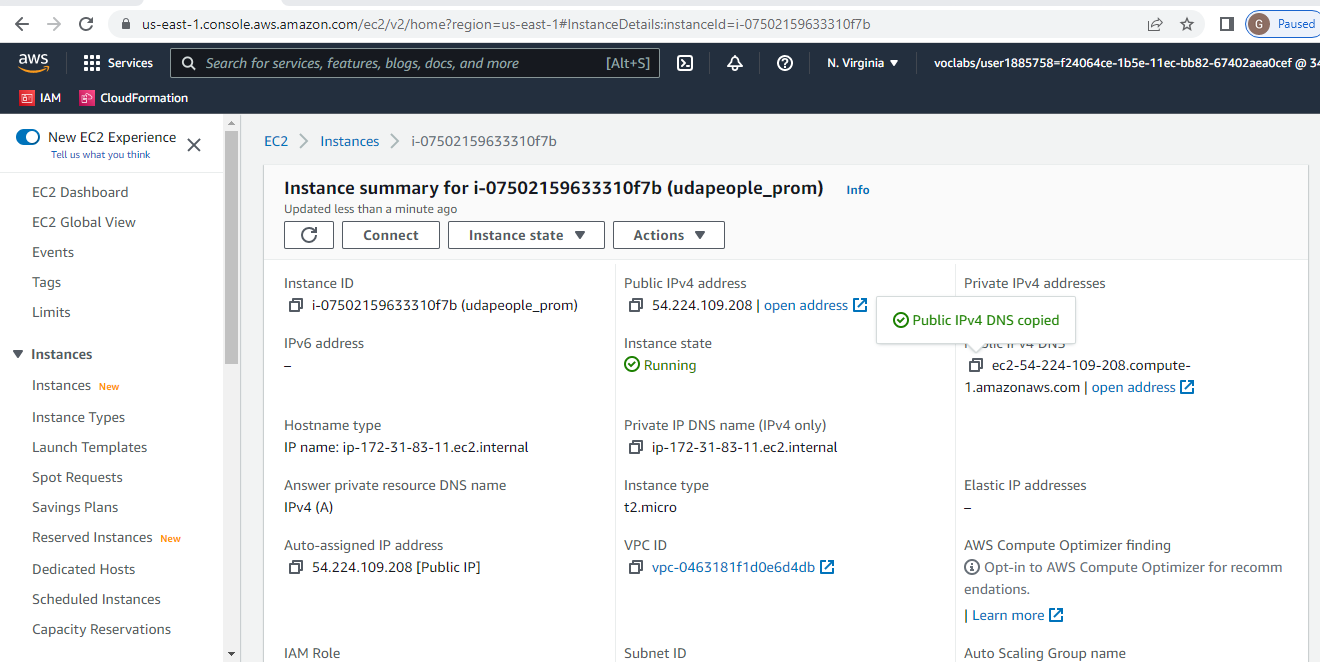 us-east-1.console.aws.amazon.com/ec2/v2/home?region=us-east-1#InstanceDetails:instanceId=i-07502159633310f7b
G Paused
aws Services Search for services, features, blogs, docs, and more [Alt+S] N. Virginia voclabs/user1885758=f24064ce-1b5e-11ec-bb82-67402aea0cef @ 34
IAM CloudFormation
New EC2 Experience
Tell us what you think
EC2 Dashboard
EC2 Global View
Events
Tags
Limits
Instances
Instances New
Instance Types
Launch Templates
Spot Requests
Savings Plans
Reserved Instances New
Dedicated Hosts
Scheduled Instances
Capacity Reservations
EC2 Instances i-07502159633310f7b
Instance summary for i-07502159633310f7b (udapeople_prom) Info
Updated less than a minute ago
Connect Instance state Actions
Instance ID
i-07502159633310f7b (udapeople_prom)
Public IPv4 address
54.224.109.208 | open address
Private IPv4 addresses
Public IPv4 DNS copied
IPv6 address
–
Instance state
Running
Public IPv4 DNS
ec2-54-224-109-208.compute-
1.amazonaws.com | open address
Hostname type
IP name: ip-172-31-83-11.ec2.internal
Private IP DNS name (IPv4 only)
ip-172-31-83-11.ec2.internal
Answer private resource DNS name
IPv4 (A)
Instance type
t2.micro
Elastic IP addresses
–
Auto-assigned IP address
54.224.109.208 [Public IP]
VPC ID
vpc-0463181f1d0e6d4db
AWS Compute Optimizer finding
Opt-in to AWS Compute Optimizer for recomm
endations.
| Learn more
IAM Role
Subnet ID
Auto Scaling Group name